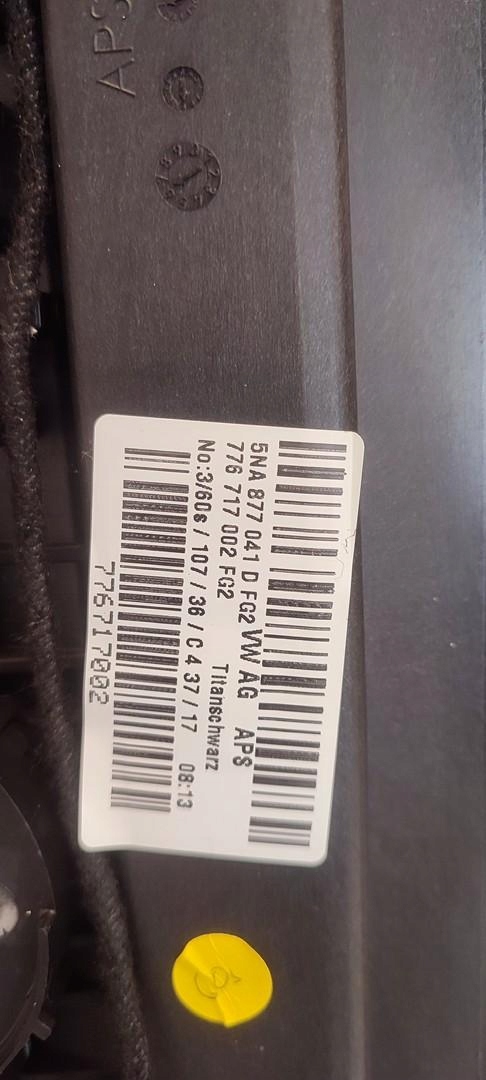 APS
5NA 877 041 D FG2 VW AG APS
776 717 002 FG2 Titanschwarz
No:3/60s / 107 / 36 / C 4 37 / 17 08:13
776717002